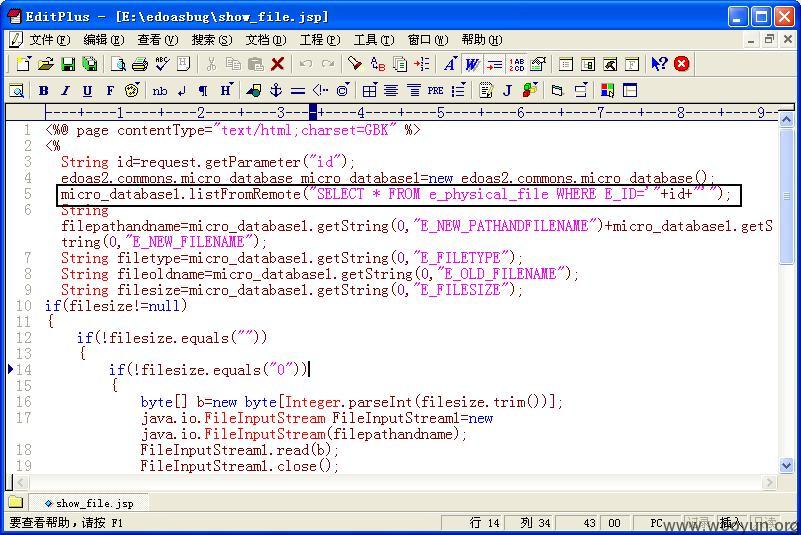 EditPlus - [E:\edoasbug\show_file.jsp]
文件(F) 编辑(E) 查看(V) 搜索(S) 文档(D) 工程(P) 工具(T) 窗口(W) 帮助(H)
B I U nb PRE
----+----1----+----2----+----3----+----4----+----5----+----6----+----7----+----8----+----9--
1 <%@ page contentType="text/html;charset=GBK" %>
2 <%
3 String id=request.getParameter("id");
4 edoas2.commons.micro_database micro_database1=new edoas2.commons.micro_database();
5 micro_database1.listFromRemote("SELECT * FROM e_physical_file WHERE E_ID='"+id+"'");
6 String
filepathandname=micro_database1.getString(0,"E_NEW_PATHANDFILENAME")+micro_database1.getS
tring(0,"E_NEW_FILENAME");
7 String filetype=micro_database1.getString(0,"E_FILETYPE");
8 String fileoldname=micro_database1.getString(0,"E_OLD_FILENAME");
9 String filesize=micro_database1.getString(0,"E_FILESIZE");
10 if(filesize!=null)
11 {
12 if(!filesize.equals(""))
13 {
14 if(!filesize.equals("0"))
15 {
16 byte[] b=new byte[Integer.parseInt(filesize.trim())];
17 java.io.FileInputStream FileInputStream1=new
java.io.FileInputStream(filepathandname);
18 FileInputStream1.read(b);
19 FileInputStream1.close();
show_file.jsp
要查看帮助，请按 F1 行 14 列 34 43 00 PC 插入
www.wooyun.org